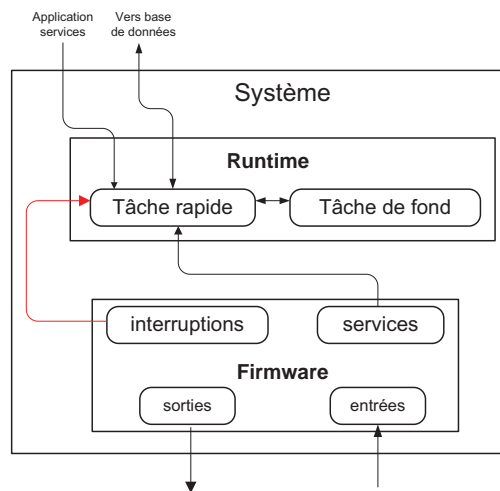 Application
services
Vers base
de données
Système
Runtime
Tâche rapide
Tâche de fond
interruptions
services
Firmware
sorties
entrées